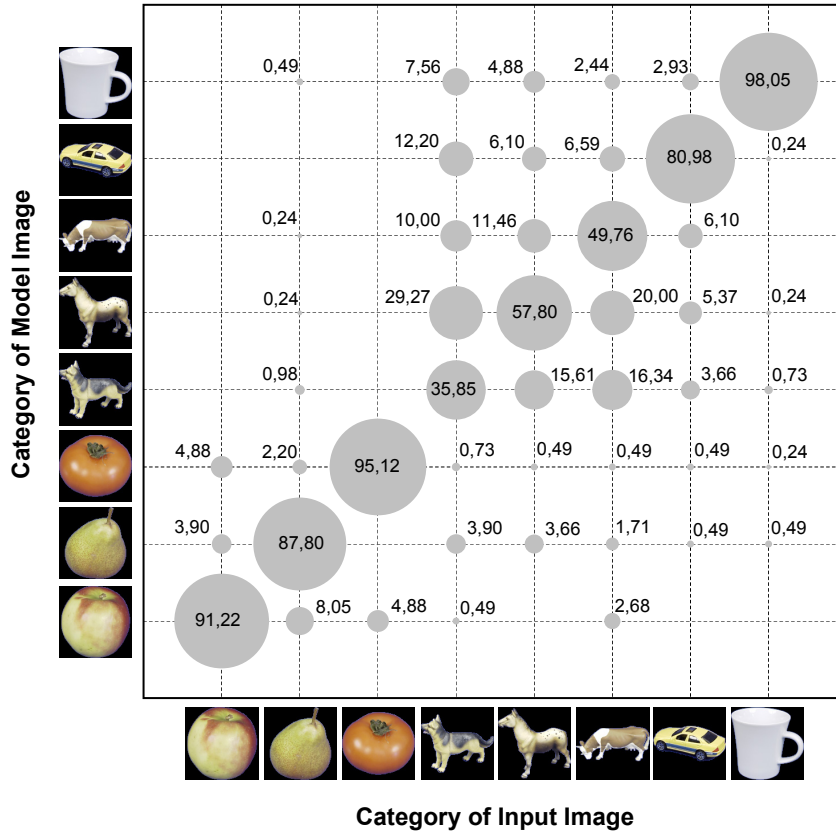 0,49 7,56 4,88 2,44 2,93 98,05
12,20 6,10 6,59 80,98 0,24
0,24 10,00 11,46 49,76 6,10
0,24 29,27 57,80 20,00 5,37 0,24
0,98 35,85 15,61 16,34 3,66 0,73
4,88 2,20 95,12 0,73 0,49 0,49 0,49 0,24
3,90 87,80 3,90 3,66 1,71 0,49 0,49
91,22 8,05 4,88 0,49 2,68
Category of Model Image
Category of Input Image